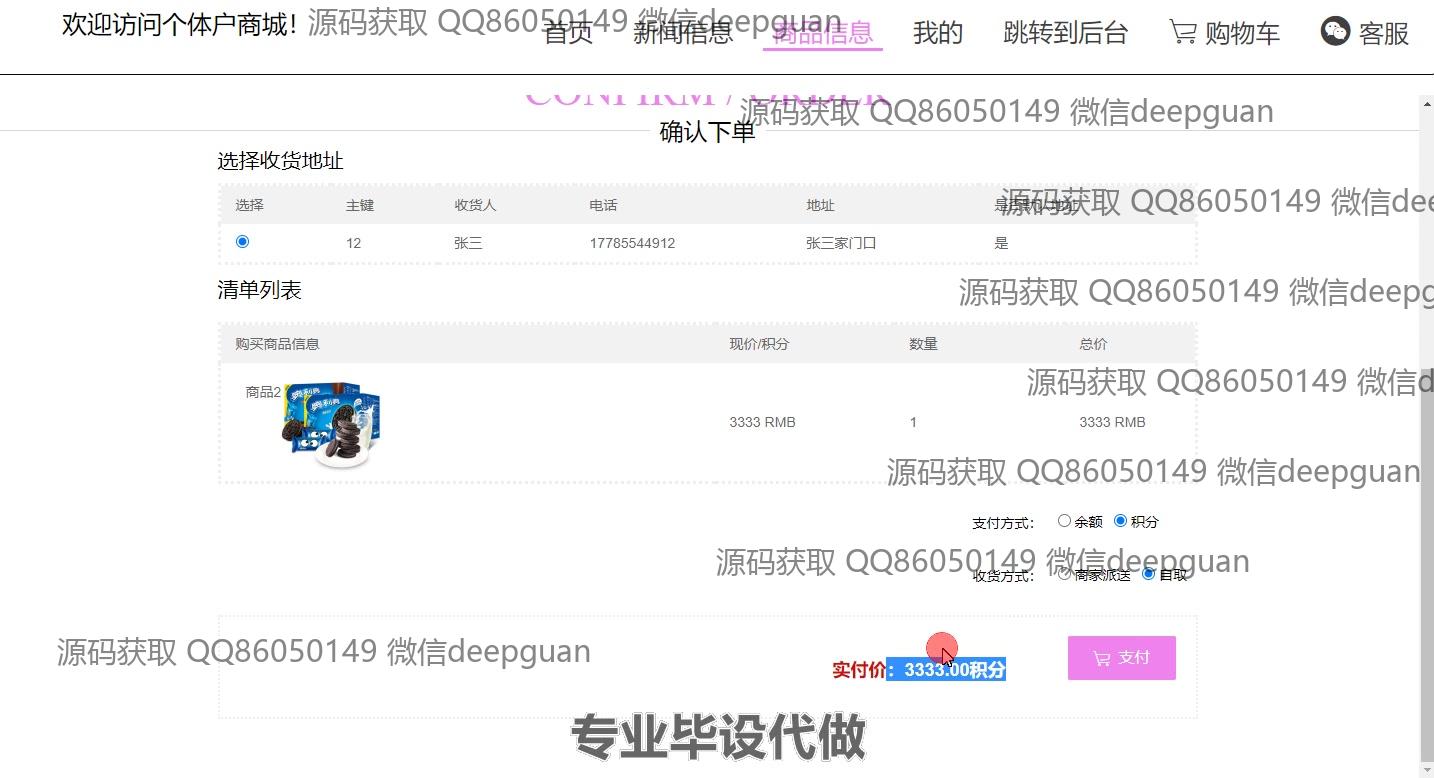 欢迎访问个体户商城！
源码获取 QQ86050149 微信deepguan
首页 新闻信息 商品信息 我的 跳转到后台 购物车 客服
CONFIRM / ORDER
源码获取 QQ86050149 微信deepguan
确认下单
选择收货地址
选择 主键 收货人 电话 地址 是否默认地址
源码获取 QQ86050149 微信dee
12 张三 17785544912 张三家门口 是
清单列表
源码获取 QQ86050149 微信deepg
购买商品信息 现价/积分 数量 总价
源码获取 QQ86050149 微信d
商品2
奥利奥
3333 RMB 1 3333 RMB
源码获取 QQ86050149 微信deepguan
支付方式： 余额 积分
源码获取 QQ86050149 微信deepguan
收货方式： 商家派送 自取
源码获取 QQ86050149 微信deepguan
实付价：3333.00积分
支付
专业毕设代做